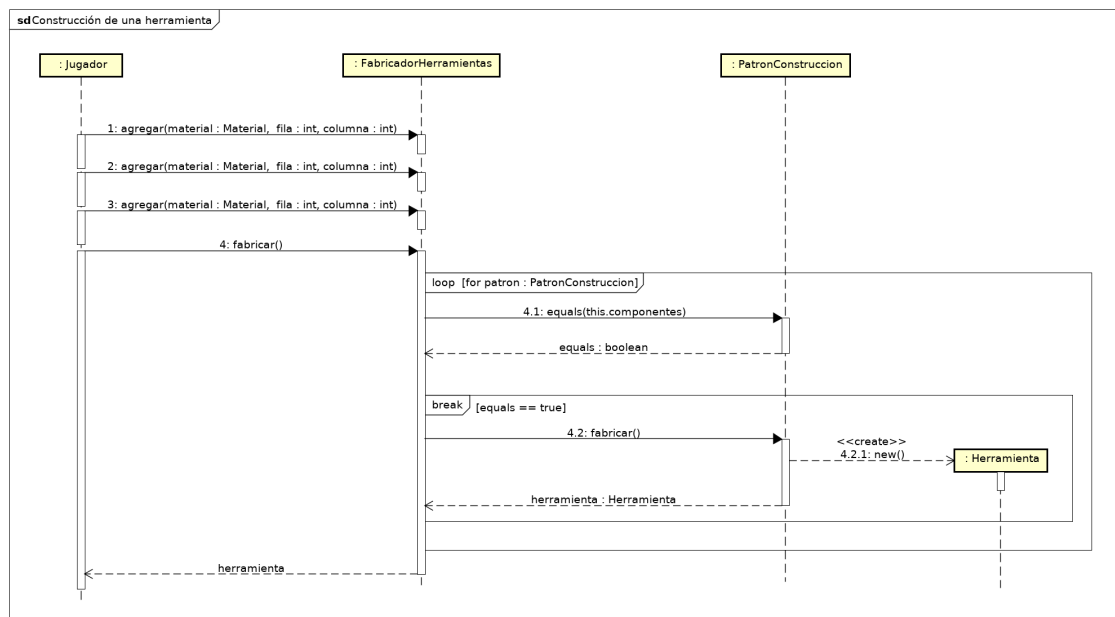 sd Construcción de una herramienta
: Jugador
: FabricadorHerramientas
: PatronConstruccion
1: agregar(material : Material, fila : int, columna : int)
2: agregar(material : Material, fila : int, columna : int)
3: agregar(material : Material, fila : int, columna : int)
4: fabricar()
loop [for patron : PatronConstruccion]
4.1: equals(this.componentes)
equals : boolean
break [equals == true]
4.2: fabricar()
<<create>>
4.2.1: new()
: Herramienta
herramienta : Herramienta
herramienta